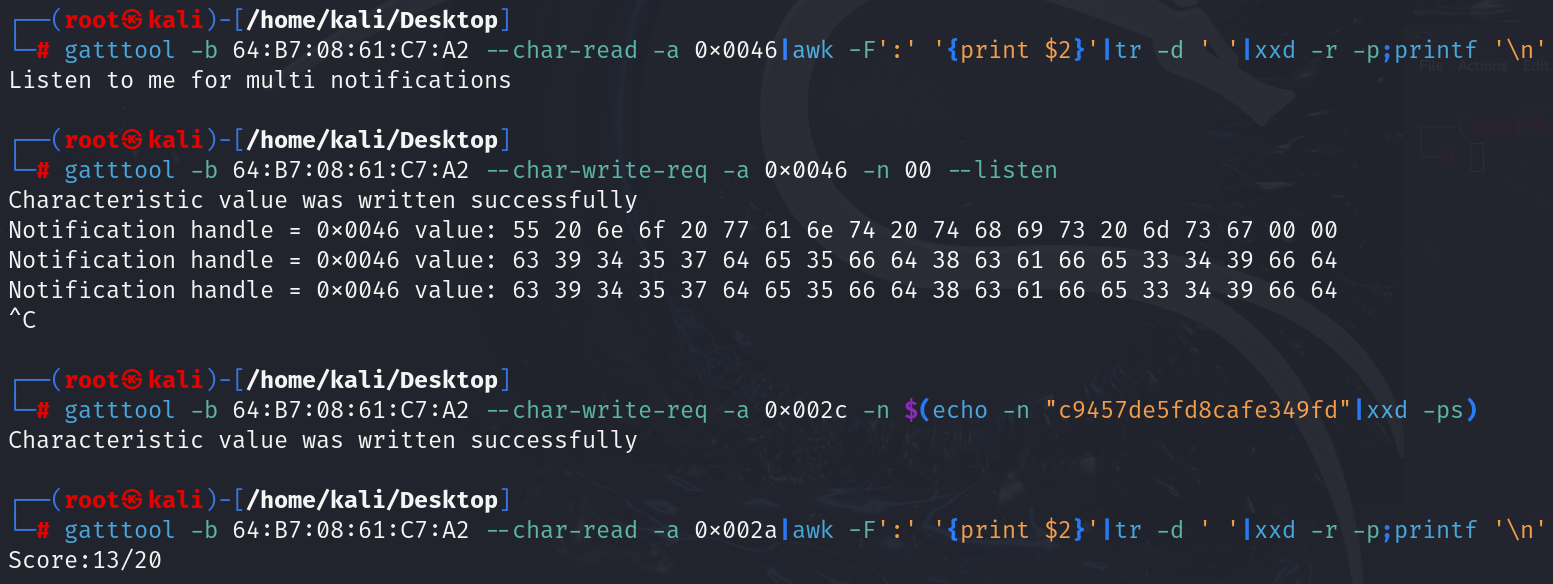 ┌──(root㉿kali)-[/home/kali/Desktop]
└─# gatttool -b 64:B7:08:61:C7:A2 --char-read -a 0×0046|awk -F':' '{print $2}'|tr -d ' '|xxd -r -p;printf '\n'
Listen to me for multi notifications
┌──(root㉿kali)-[/home/kali/Desktop]
└─# gatttool -b 64:B7:08:61:C7:A2 --char-write-req -a 0×0046 -n 00 --listen
Characteristic value was written successfully
Notification handle = 0×0046 value: 55 20 6e 6f 20 77 61 6e 74 20 74 68 69 73 20 6d 73 67 00 00
Notification handle = 0×0046 value: 63 39 34 35 37 64 65 35 66 64 38 63 61 66 65 33 34 39 66 64
Notification handle = 0×0046 value: 63 39 34 35 37 64 65 35 66 64 38 63 61 66 65 33 34 39 66 64
^C
┌──(root㉿kali)-[/home/kali/Desktop]
└─# gatttool -b 64:B7:08:61:C7:A2 --char-write-req -a 0×002c -n $(echo -n "c9457de5fd8cafe349fd"|xxd -ps)
Characteristic value was written successfully
┌──(root㉿kali)-[/home/kali/Desktop]
└─# gatttool -b 64:B7:08:61:C7:A2 --char-read -a 0×002a|awk -F':' '{print $2}'|tr -d ' '|xxd -r -p;printf '\n'
Score:13/20
File Actions Edit